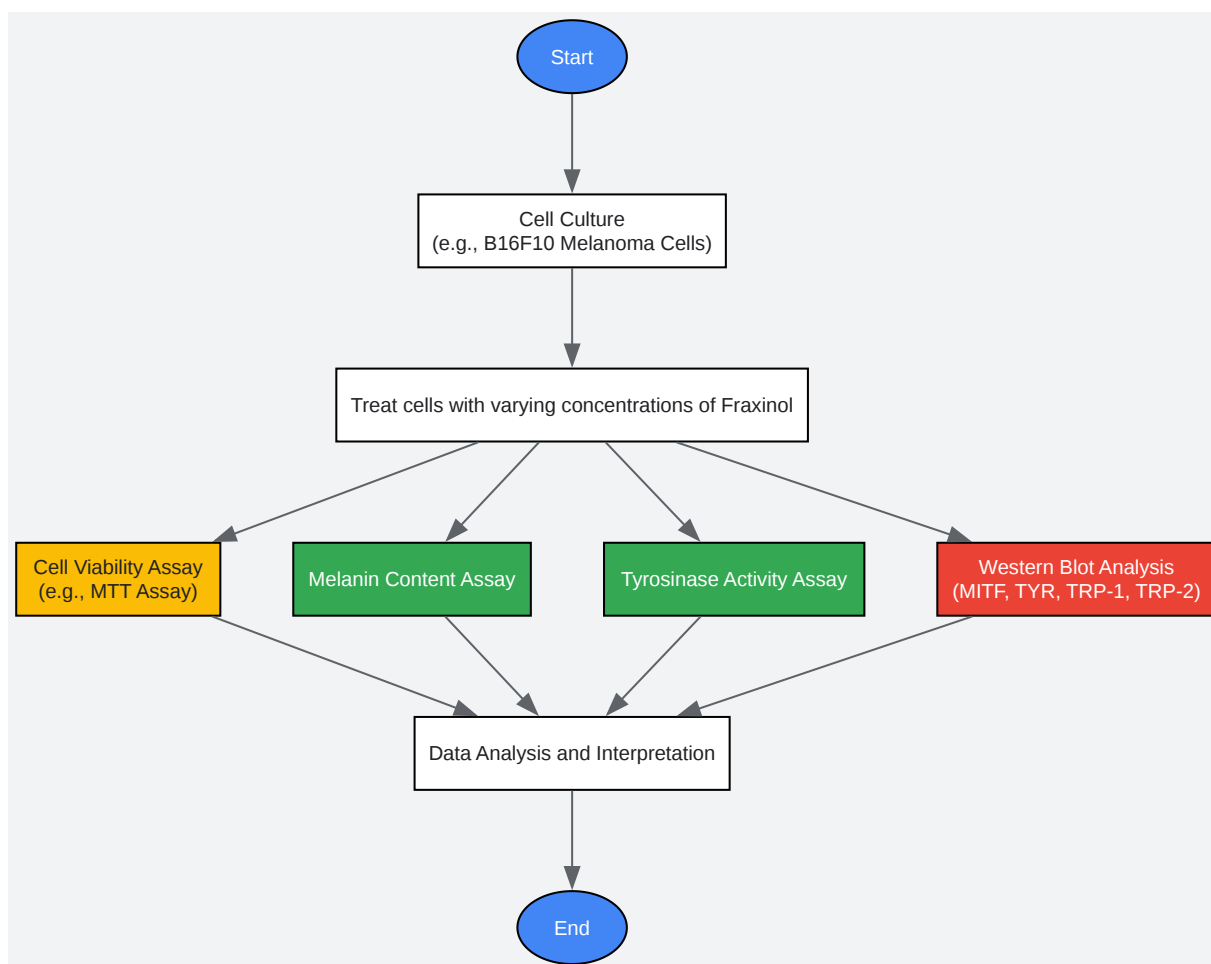 Start
Cell Culture
(e.g., B16F10 Melanoma Cells)
Treat cells with varying concentrations of Fraxinol
Cell Viability Assay
(e.g., MTT Assay)
Melanin Content Assay
Tyrosinase Activity Assay
Western Blot Analysis
(MITF, TYR, TRP-1, TRP-2)
Data Analysis and Interpretation
End